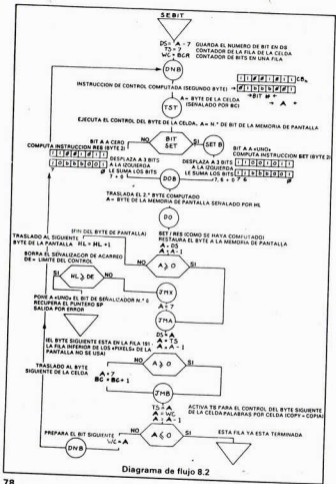 SEBIT
DS= A = 7 GUARDA EL NUMERO DE BIT EN DS
TS= 7 CONTADOR DE LA FILA DE LA CELDA
WC= BCR CONTADOR DE BITS EN UNA FILA
DNB
INSTRUCCION DE CONTROL COMPUTADA (SEGUNDO BYTE)
BIT #
A
TST
A= BYTE DE LA CELDA
(SENALADO POR BC)
EJECUTA EL CONTROL DEL BYTE DE LA CELDA, A= N.° DE BIT DE LA MEMORIA DE PANTALLA
NO
BIT
SET
SI
SET B
BIT A A CERO
COMPUTA INSTRUCCION RES (BYTE 2)
BIT A A «UNO»
COMPUTA INSTRUCCION SET (BYTE 2)
DESPLAZA A 3 BITS
A LA IZQUIERDA
LE SUMA LOS BITS
7 + 0
DESPLAZA A 3 BITS
A LA IZQUIERDA
LE SUMA LOS BITS
7, 6 + 0
DOB
TRASLADA EL 2.° BYTE COMPUTADO
A= BYTE DE LA MEMORIA DE PANTALLA SEÑALADO POR HL
DO
(FIN DEL BYTE DE PANTALLA)
SET / RES (COMO SE HAYA COMPUTADO)
RESTAURA EL BYTE A LA MEMORIA DE PANTALLA
A= DS
A= A - 1
TRASLADO AL SIGUIENTE
BYTE DE LA PANTALLA HL= HL +1
NO
A ≥ 0
SI
BORRA EL SEÑALIZADOR DE ACARREO
DE = LIMITE DEL CONTROL
SI
HL ≥ DE
NO
JMX
A= 7
PONE A «UNO» EL BIT DE SEÑALIZADOR N.° 6
RECUPERA EL PUNTERO SP
SALIDA POR ERROR
JMA
DS= A
A= TS
A= A - 1
(EL BYTE SIGUIENTE ESTA EN LA FILA 191 -
LA FILA INFERIOR DE LOS «PIXELS» DE LA
PANTALLA NO SE USA)
NO
A ≥ 0
SI
TRASLADO AL BYTE
SIGUIENTE DE LA CELDA
A= 7
BC= BC+ 1
JMB
TS= A
A= WC
A= A - 1
ACTIVA TS PARA EL CONTROL DEL BYTE SIGUIENTE
DE LA CELDA PALABRAS POR CELDA (COPY = COPIA)
PREPARA EL BIT SIGUIENTE
NO
A ≤ 0
SI
WC= A
DNB
ESTA FILA YA ESTA TERMINADA
Diagrama de flujo 8.2
78